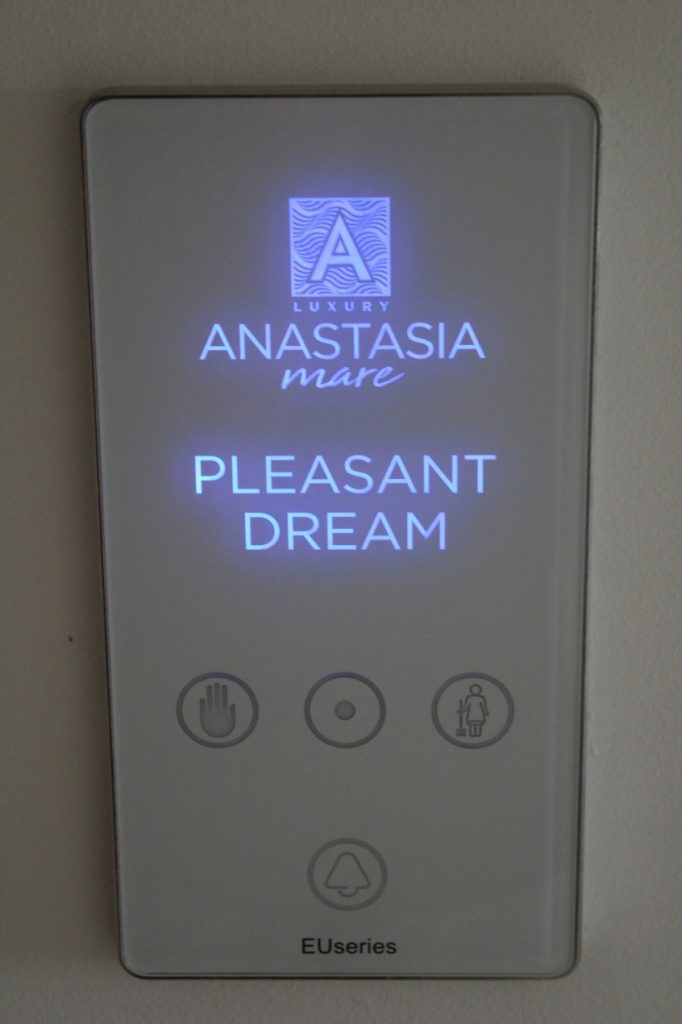 A
LUXURY
ANASTASIA
mare
PLEASANT
DREAM
EUseries